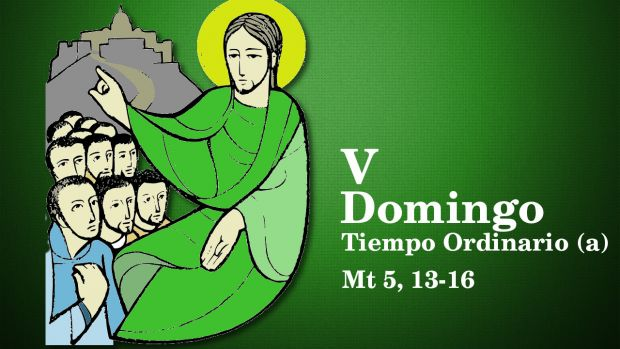 V
Domingo
Tiempo Ordinario (a)
Mt 5, 13-16